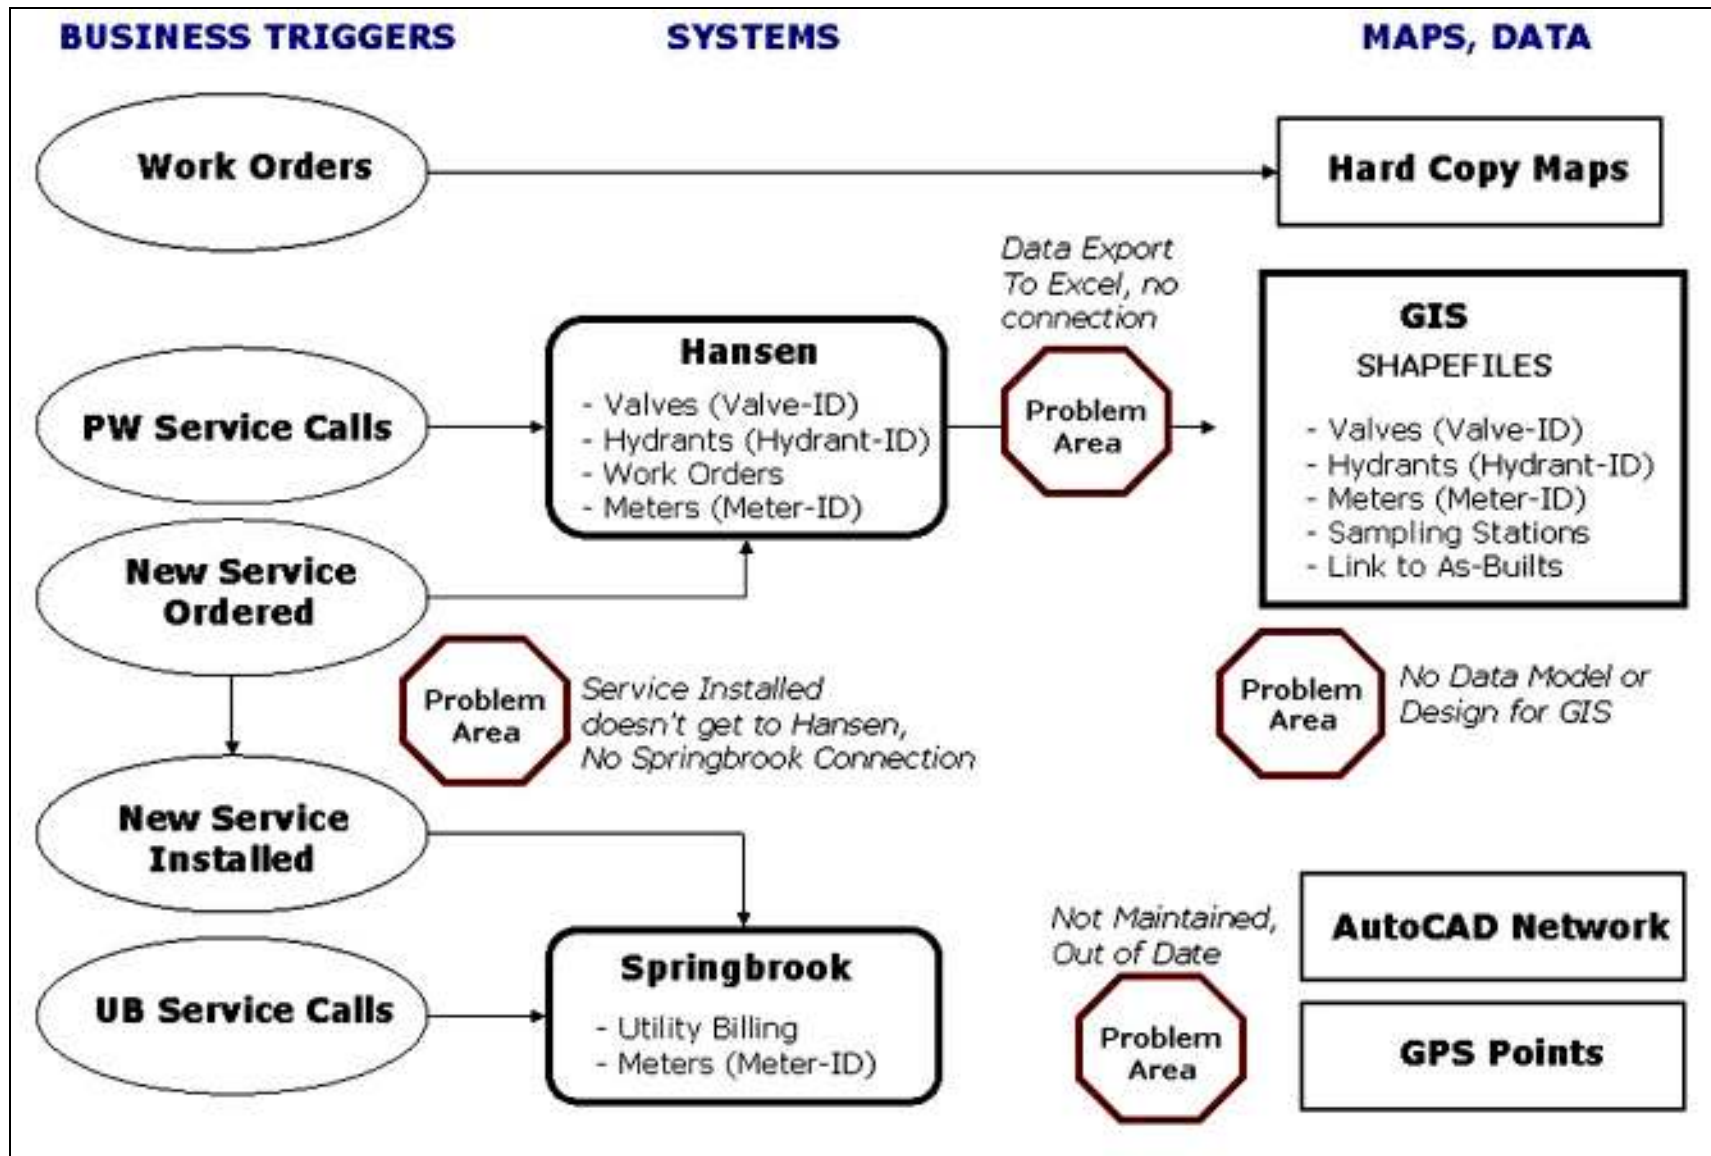 BUSINESS TRIGGERS
SYSTEMS
MAPS, DATA
Work Orders
Hard Copy Maps
Data Export
To Excel, no
connection
Problem
Area
PW Service Calls
Hansen
- Valves (Valve-ID)
- Hydrants (Hydrant-ID)
- Work Orders
- Meters (Meter-ID)
GIS
SHAPEFILES
- Valves (Valve-ID)
- Hydrants (Hydrant-ID)
- Meters (Meter-ID)
- Sampling Stations
- Link to As-Builts
New Service
Ordered
Problem
Area
Service Installed
doesn't get to Hansen,
No Springbrook Connection
Problem
Area
No Data Model or
Design for GIS
New Service
Installed
UB Service Calls
Springbrook
- Utility Billing
- Meters (Meter-ID)
Not Maintained,
Out of Date
Problem
Area
AutoCAD Network
GPS Points